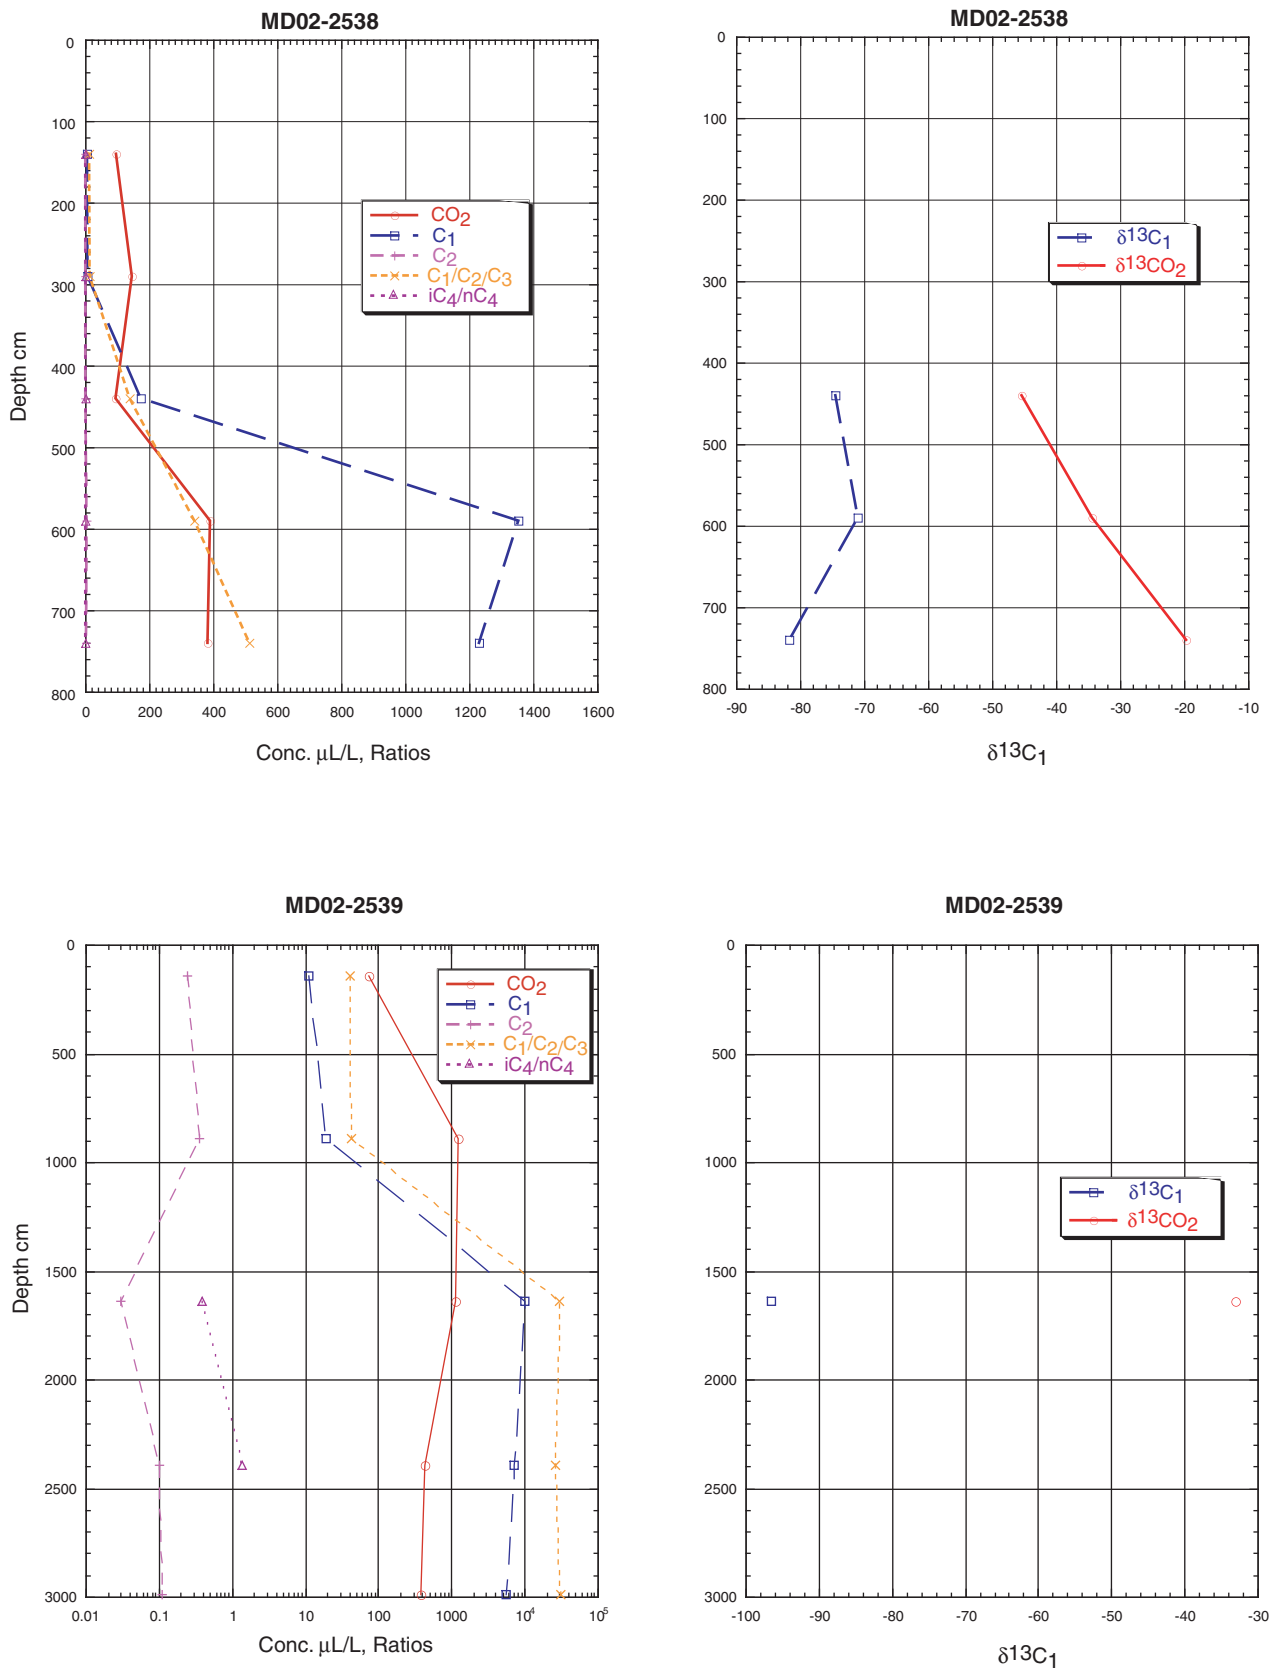 MD02-2538
0
100
200
300
400
500
600
700
800
Depth cm
CO2
C1
C2
C1/C2/C3
iC4/nC4
0 200 400 600 800 1000 1200 1400 1600
Conc. μL/L, Ratios
MD02-2538
0
100
200
300
400
500
600
700
800
δ13C1
δ13CO2
-90 -80 -70 -60 -50 -40 -30 -20 -10
δ13C1
MD02-2539
0
500
1000
1500
2000
2500
3000
Depth cm
CO2
C1
C2
C1/C2/C3
iC4/nC4
0.01 0.1 1 10 100 1000 10⁴ 10⁵
Conc. μL/L, Ratios
MD02-2539
0
500
1000
1500
2000
2500
3000
δ13C1
δ13CO2
-100 -90 -80 -70 -60 -50 -40 -30
δ13C1